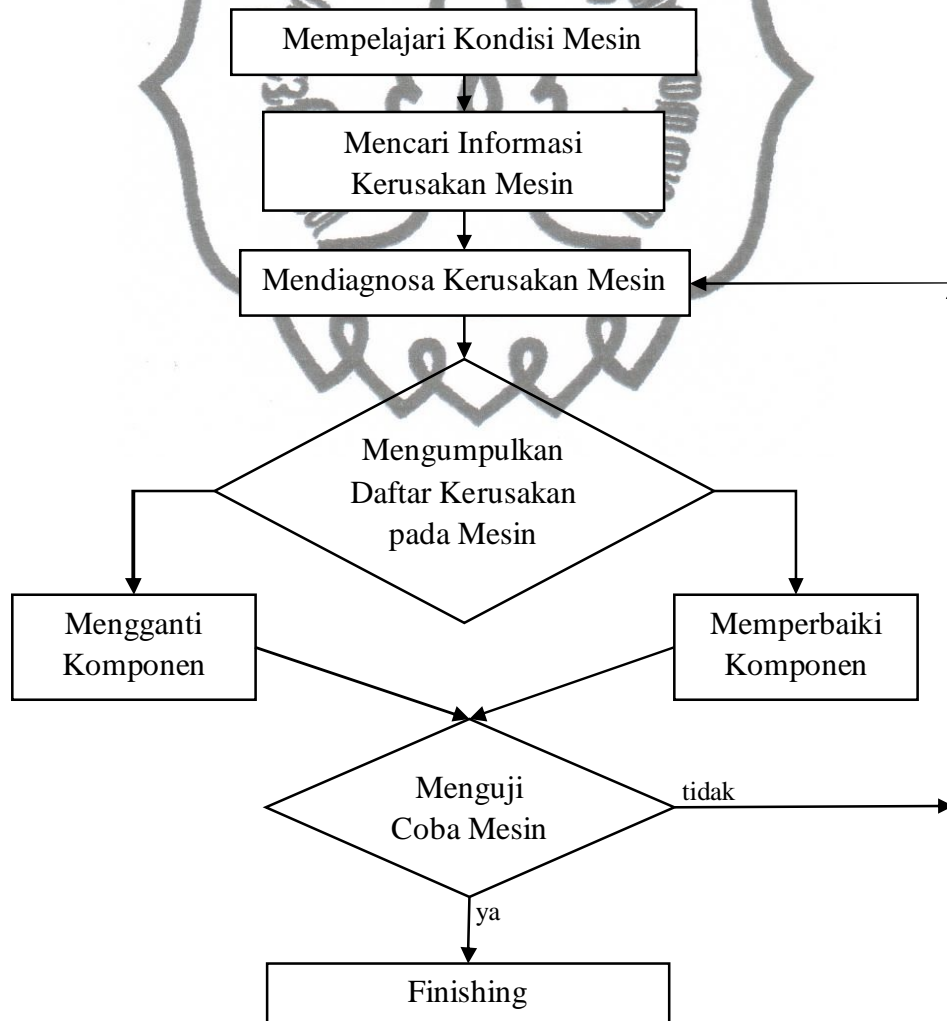 Mempelajari Kondisi Mesin
Mencari Informasi
Kerusakan Mesin
Mendiagnosa Kerusakan Mesin
Mengumpulkan
Daftar Kerusakan
pada Mesin
Mengganti
Komponen
Memperbaiki
Komponen
Menguji
Coba Mesin
tidak
ya
Finishing